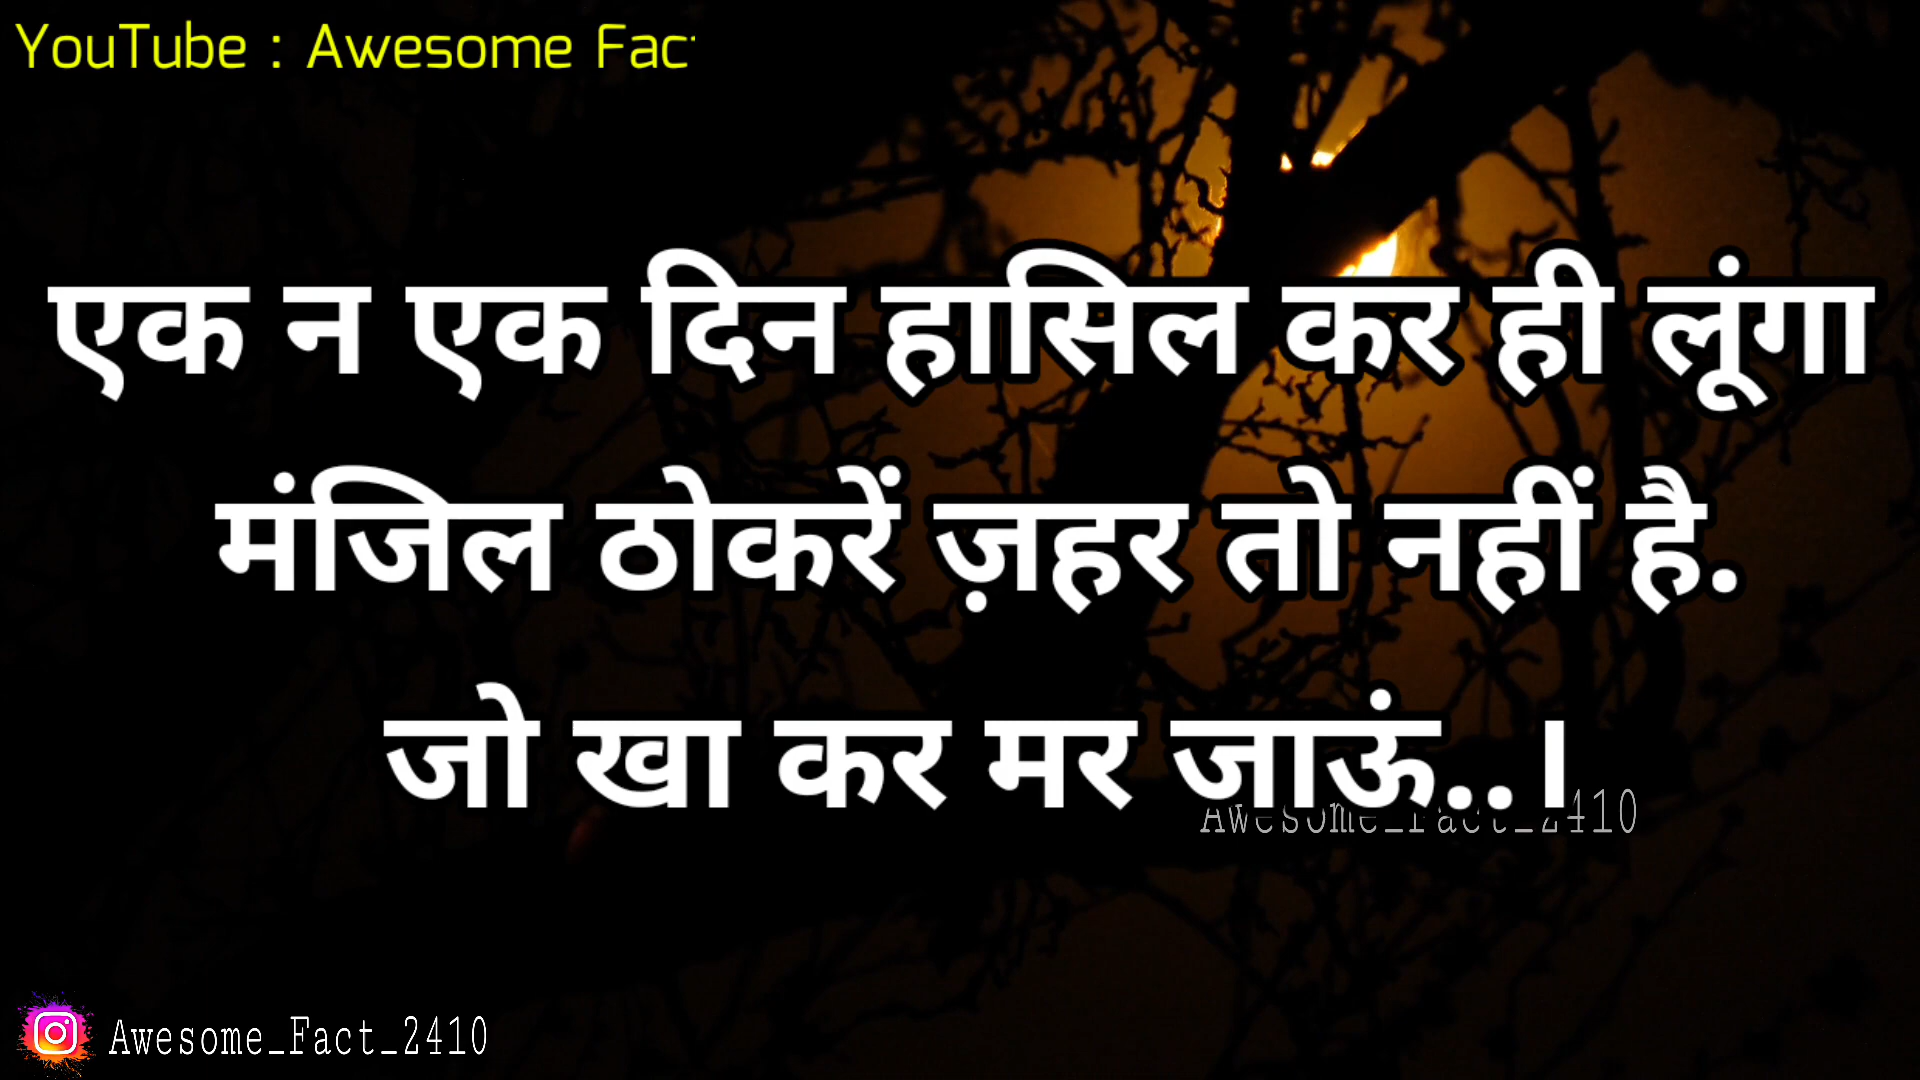 YouTube : Awesome Fac
एक न एक दिन हासिल कर ही लूंगा
मंजिल ठोकरें ज़हर तो नहीं है.
जो खा कर मर जाऊं..।
Awesome_Fact_2410
Awesome_Fact_2410